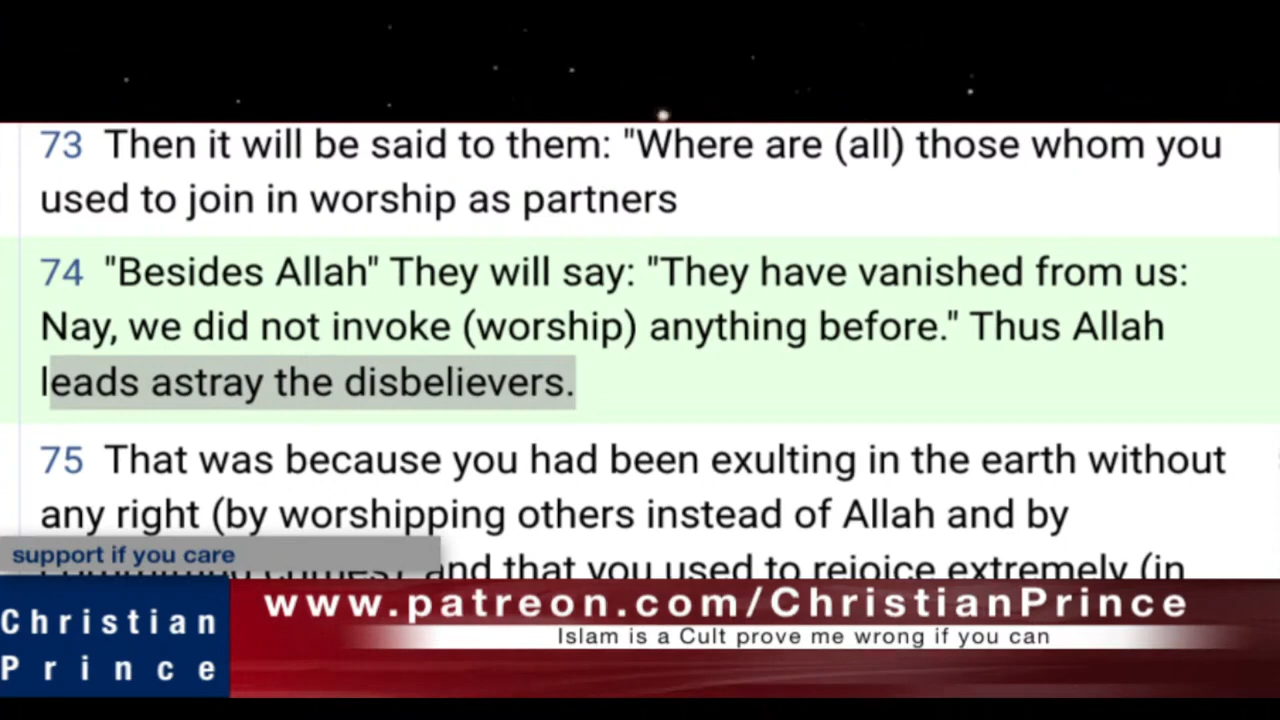 73 Then it will be said to them: "Where are (all) those whom you
used to join in worship as partners
74 "Besides Allah" They will say: "They have vanished from us:
Nay, we did not invoke (worship) anything before." Thus Allah
leads astray the disbelievers.
75 That was because you had been exulting in the earth without
any right (by worshipping others instead of Allah and by
and that you used to rejoice extremely (in
support if you care
Christian
Prince
www.patreon.com/ChristianPrince
Islam is a Cult prove me wrong if you can